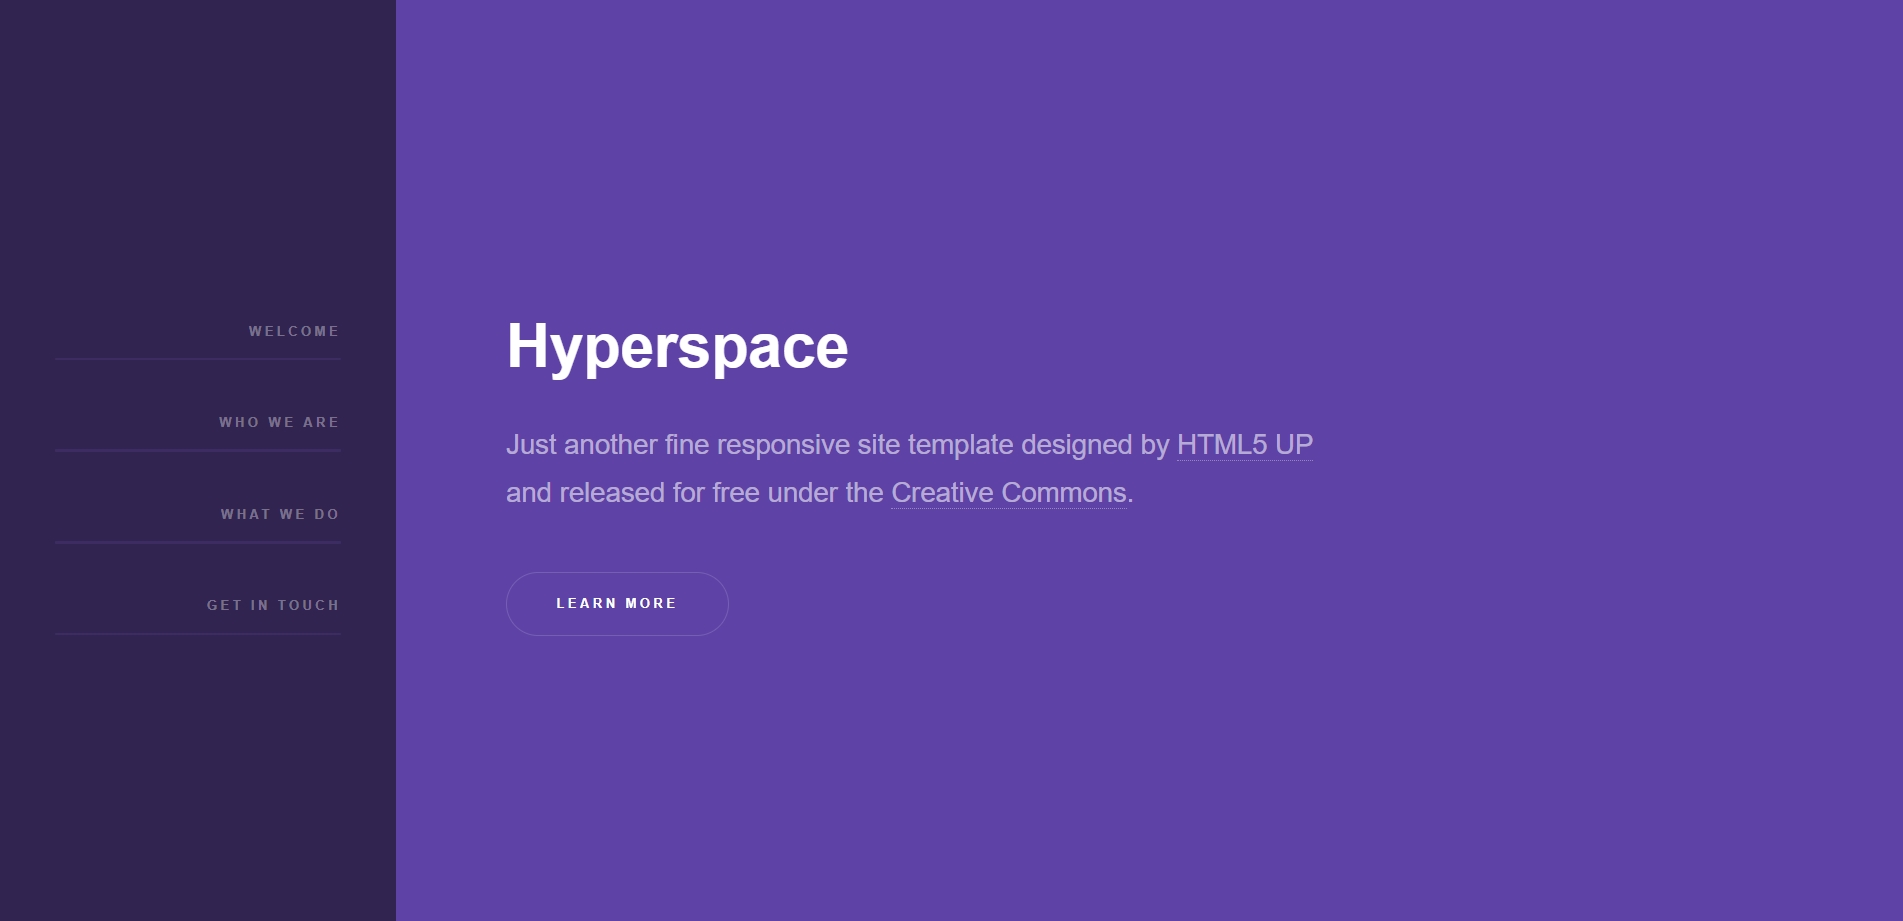 WELCOME
WHO WE ARE
WHAT WE DO
GET IN TOUCH
Hyperspace
Just another fine responsive site template designed by HTML5 UP
and released for free under the Creative Commons.
LEARN MORE